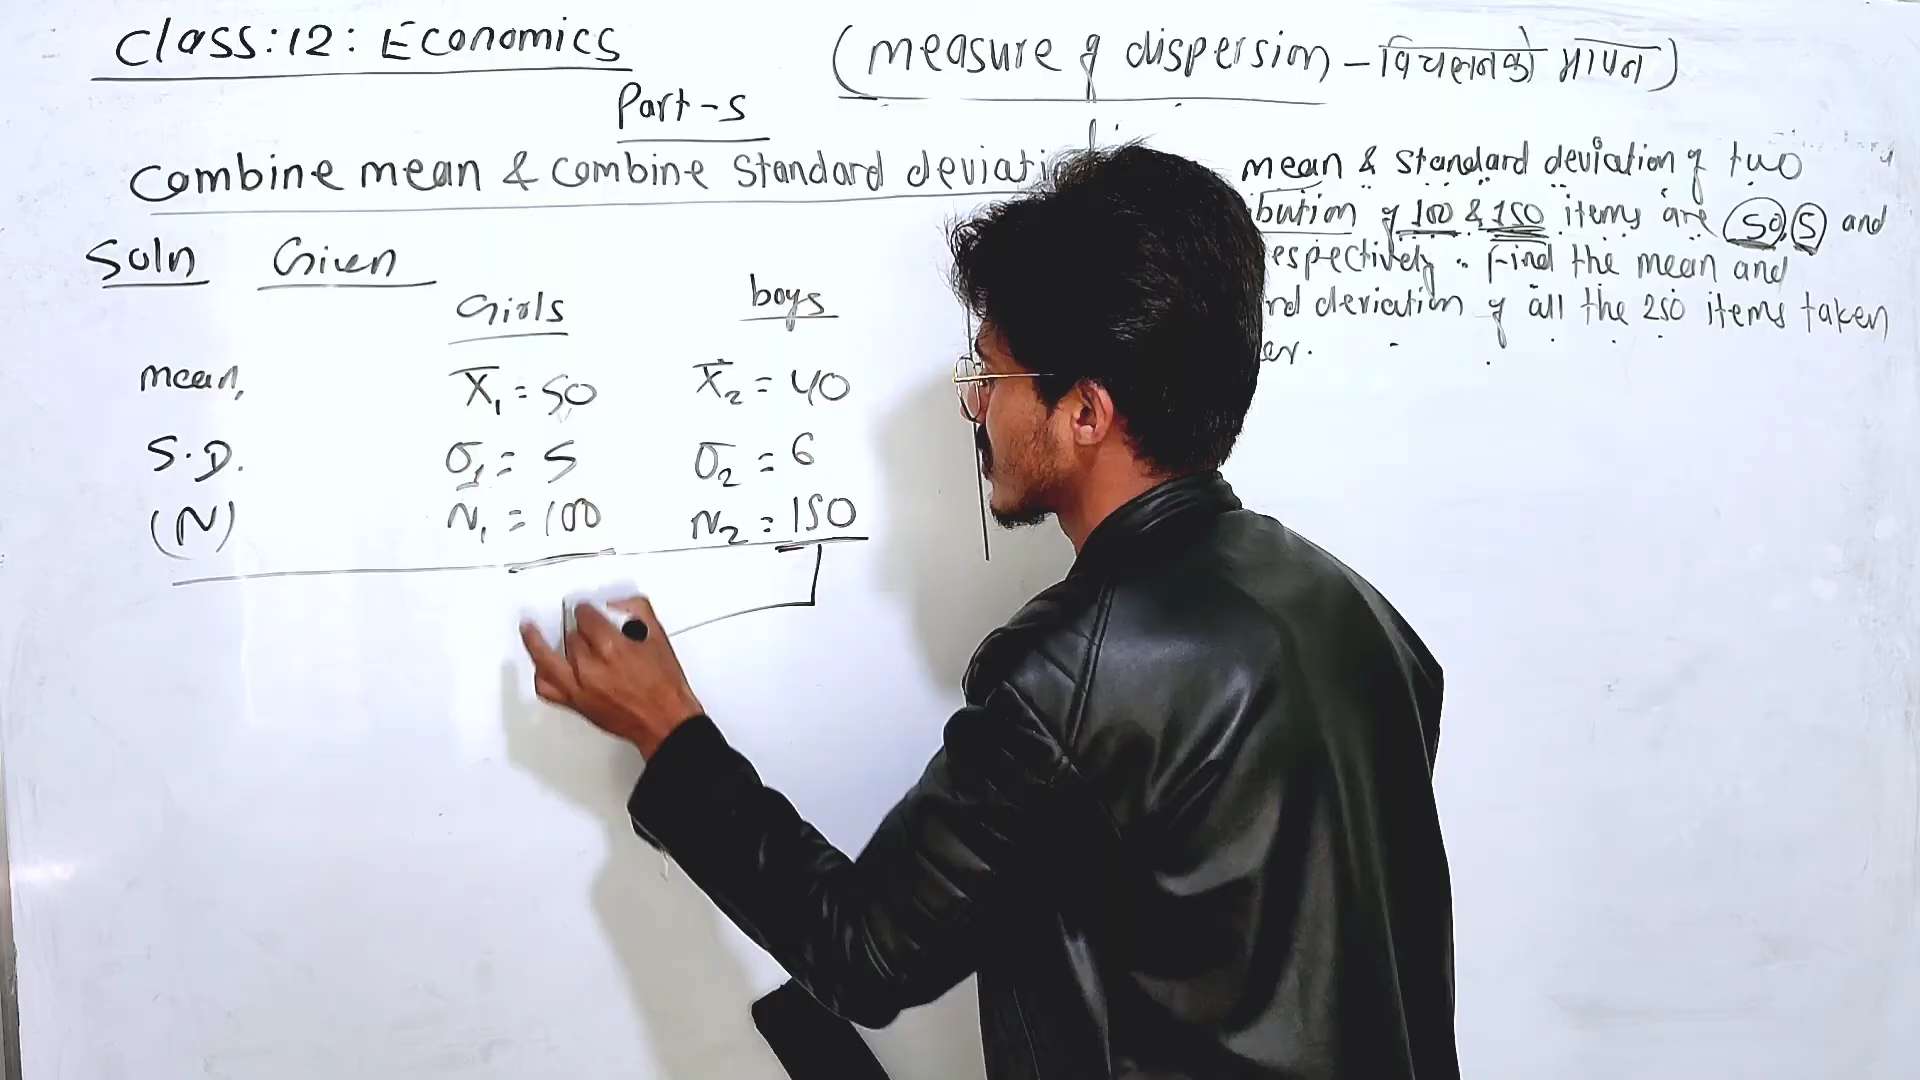 Class:12: Economics
(measure of dispersion - विचलनको मापन)
Part-5
Combine mean & Combine Standard deviati
mean & Standard deviation of two
bution of 100 & 150 items are (50,5) and
espectively. Find the mean and
rd deviation of all the 250 items taken
er.
Soln Given
Girls boys
mean, X̄₁ = 50 X̄₂ = 40
S.D. σ₁ = 5 σ₂ = 6
(N) N₁ = 100 N₂ = 150